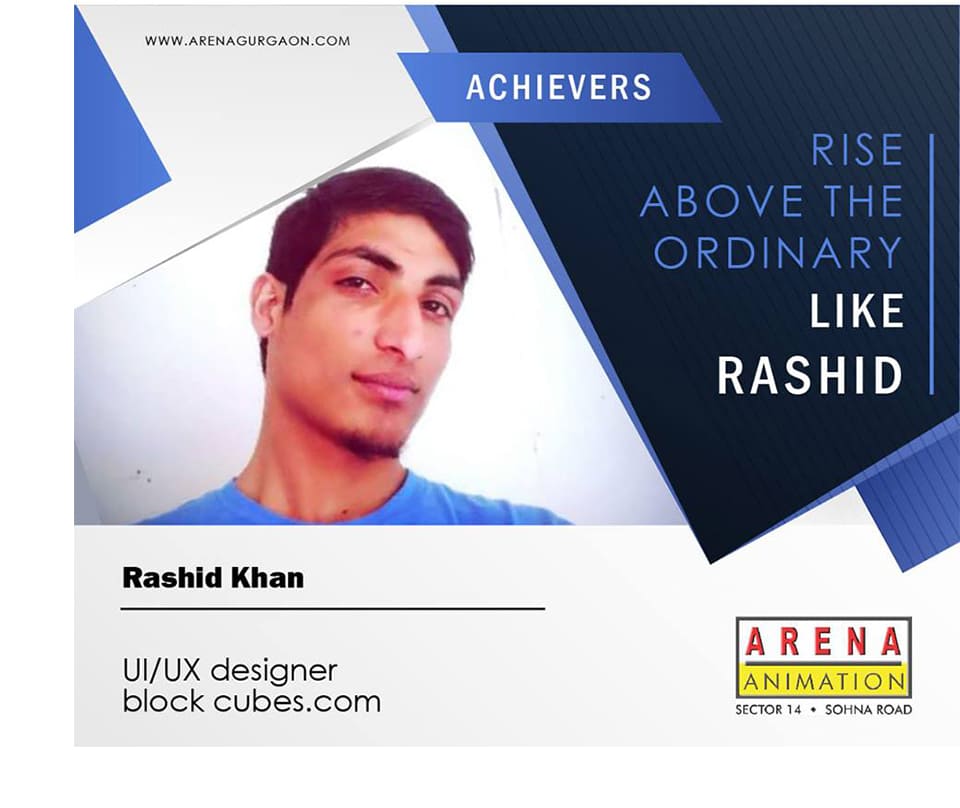 WWW.ARENAGURGAON.COM
ACHIEVERS
RISE
ABOVE THE
ORDINARY
LIKE
RASHID
Rashid Khan
UI/UX designer
block cubes.com
ARENA
ANIMATION
SECTOR 14 • SOHNA ROAD